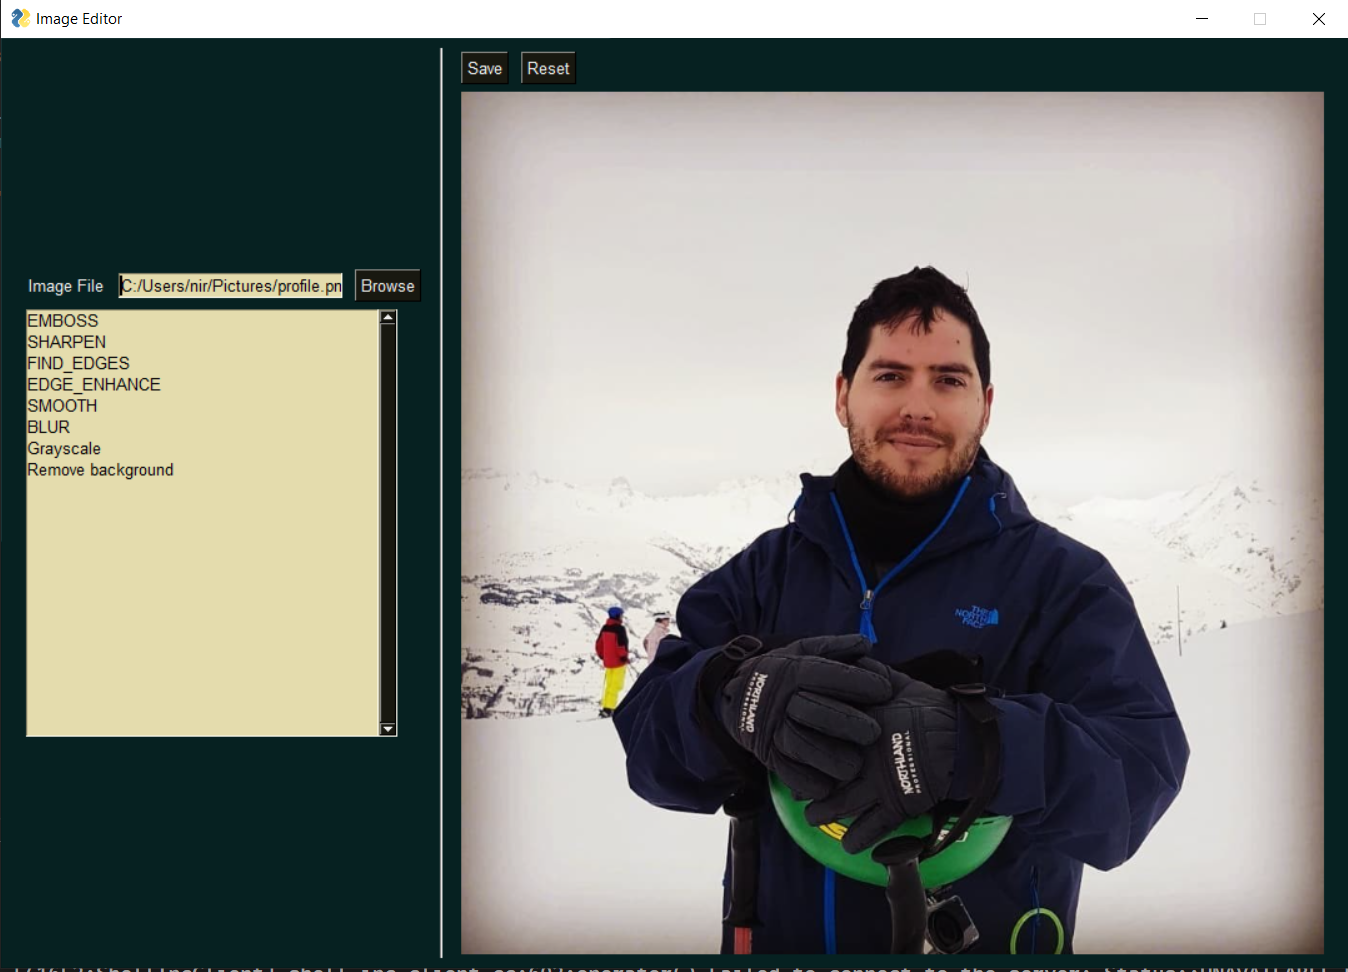 Image Editor
Save
Reset
Image File
C:/Users/nir/Pictures/profile.pn
Browse
EMBOSS
SHARPEN
FIND_EDGES
EDGE_ENHANCE
SMOOTH
BLUR
Grayscale
Remove background
THE
NORTH
FACE
NORTHLAND
PROFESSIONAL
NORTHLAND
PROFESSIONAL